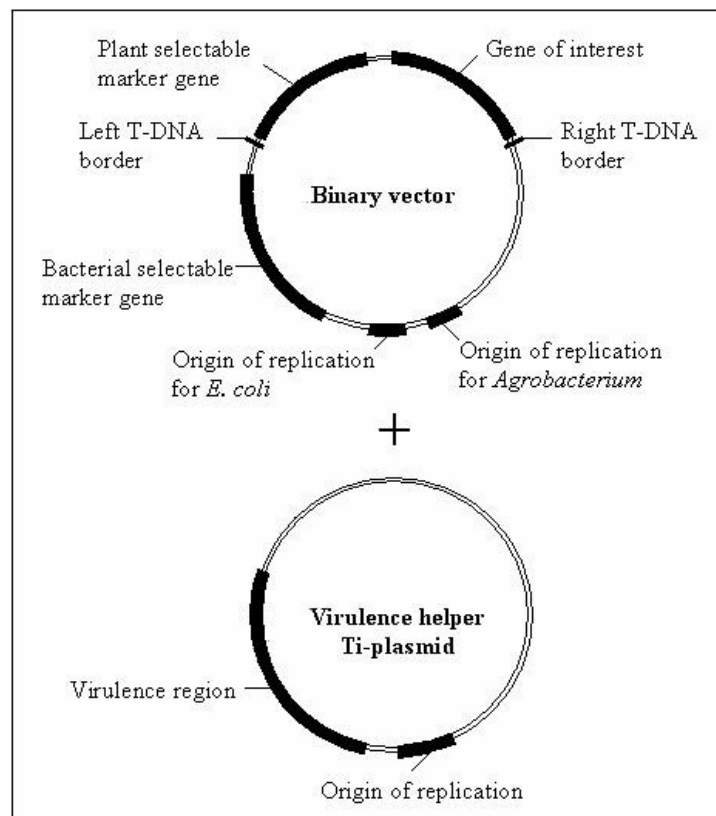 Plant selectable
marker gene
Gene of interest
Left T-DNA
border
Right T-DNA
border
Binary vector
Bacterial selectable
marker gene
Origin of replication
for E. coli
Origin of replication
for Agrobacterium
+
Virulence helper
Ti-plasmid
Virulence region
Origin of replication